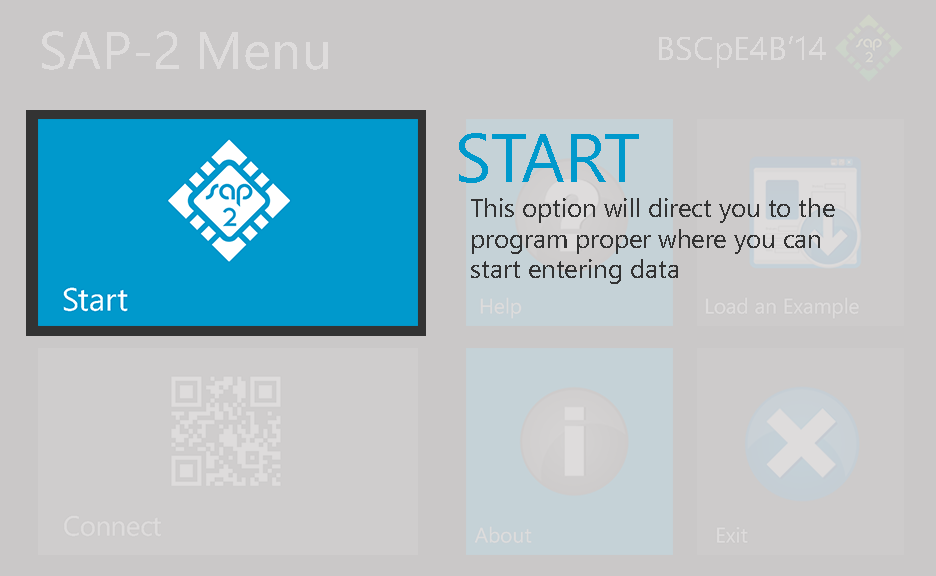 SAP-2 Menu
BSCpE4B'14
sap
2
START
sap
2
This option will direct you to the
program proper where you can
start entering data
Start
Help
Load an Example
Connect
About
Exit